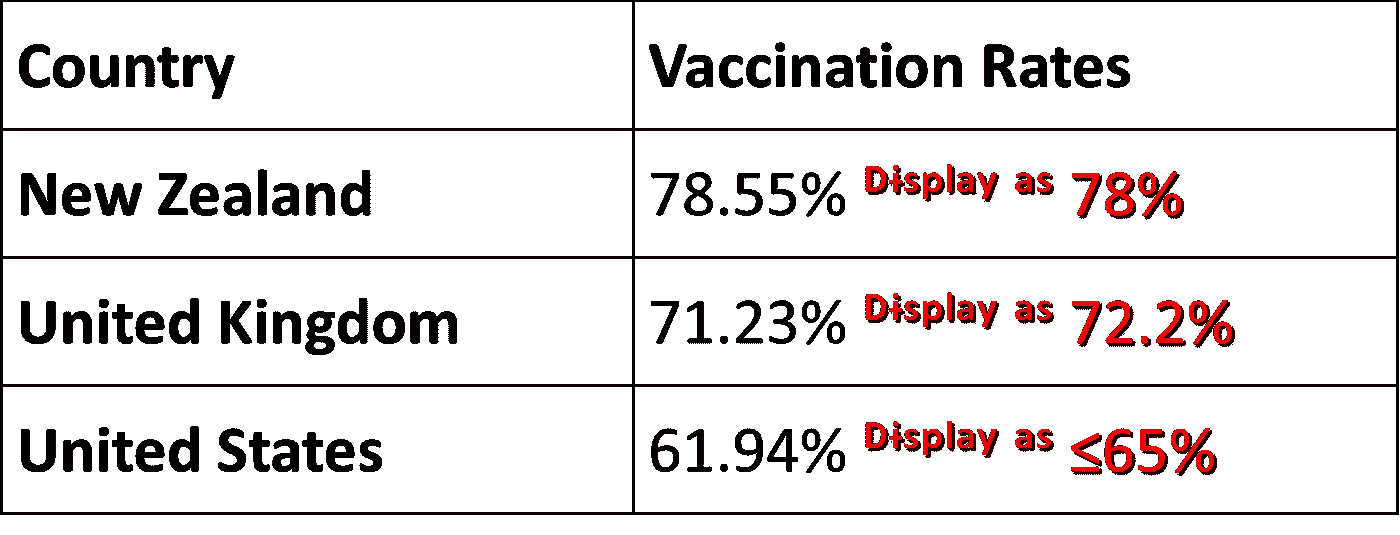 Country Vaccination Rates
New Zealand 78.55% Display as 78%
United Kingdom 71.23% Display as 72.2%
United States 61.94% Display as ≤65%